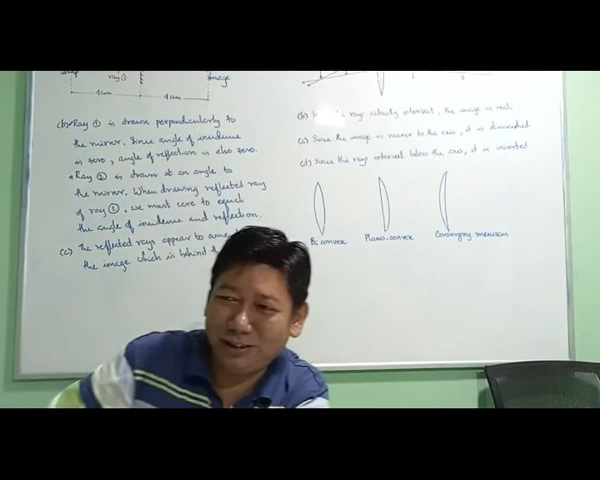 ray ①
image
4cm 4cm
(b) Ray ① is drawn perpendicularly to
the mirror. Since angle of incidence
is zero, angle of reflection is also zero.
Ray ② is drawn at an angle to
the mirror. When drawing reflected ray
of ray ②, we must care to equal
the angle of incidence and reflection.
(c) The reflected rays appear to
the image which is behind
(b) rays actually intersect, the image is real.
(c) Since the image is nearer to the , it is diminished.
(d) Since the rays intersect below the axis, it is inverted.
Bi convex Plano-convex Converging meniscus